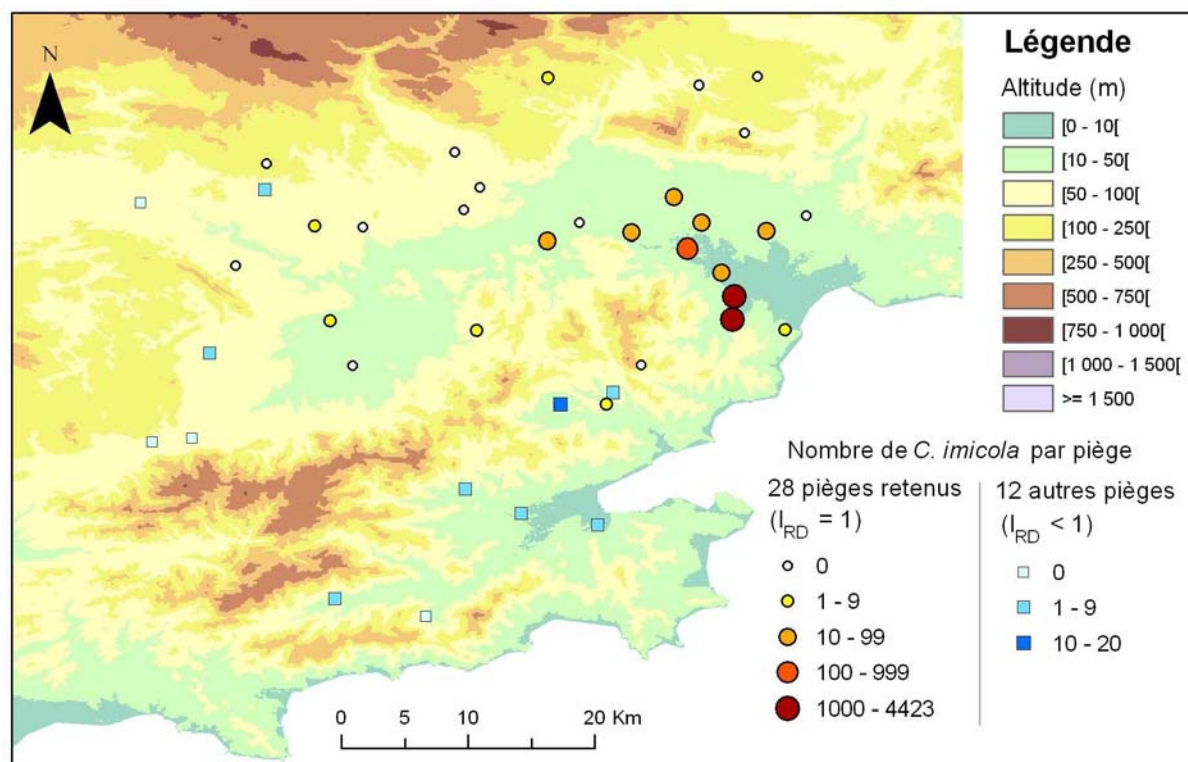 N
Légende
Altitude (m)
[0 - 10[
[10 - 50[
[50 - 100[
[100 - 250[
[250 - 500[
[500 - 750[
[750 - 1 000[
[1 000 - 1 500[
>= 1 500
Nombre de C. imicola par piège
28 pièges retenus
(I_RD = 1)
0
1 - 9
10 - 99
100 - 999
1000 - 4423
12 autres pièges
(I_RD < 1)
0
1 - 9
10 - 20
0 5 10 20 Km